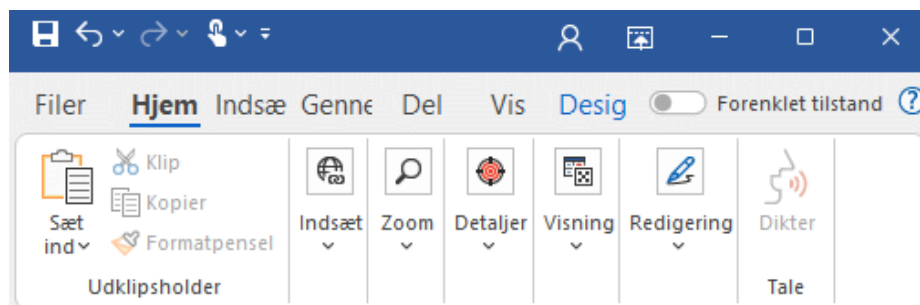 Filer Hjem Indsæ Genne Del Vis Desig Forenklet tilstand ?
Klip
Kopier
Sæt ind Formatpensel Indsæt Zoom Detaljer Visning Redigering Dikter
Udklipsholder Tale